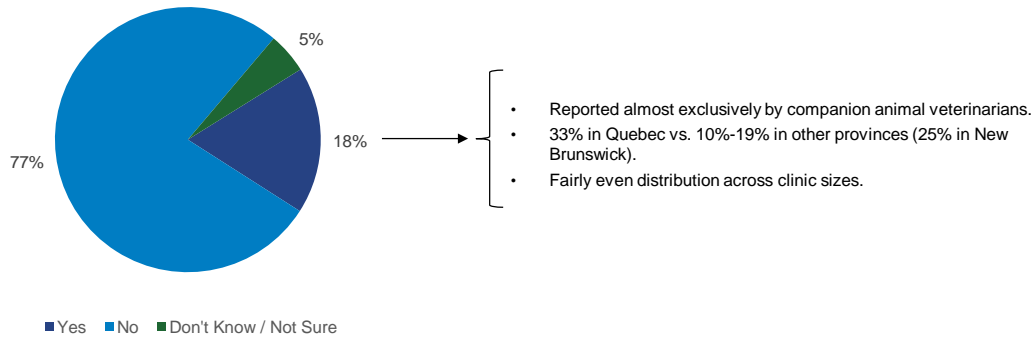 5%
18%
77%
• Reported almost exclusively by companion animal veterinarians.
• 33% in Quebec vs. 10%-19% in other provinces (25% in New
Brunswick).
• Fairly even distribution across clinic sizes.
Yes No Don't Know / Not Sure